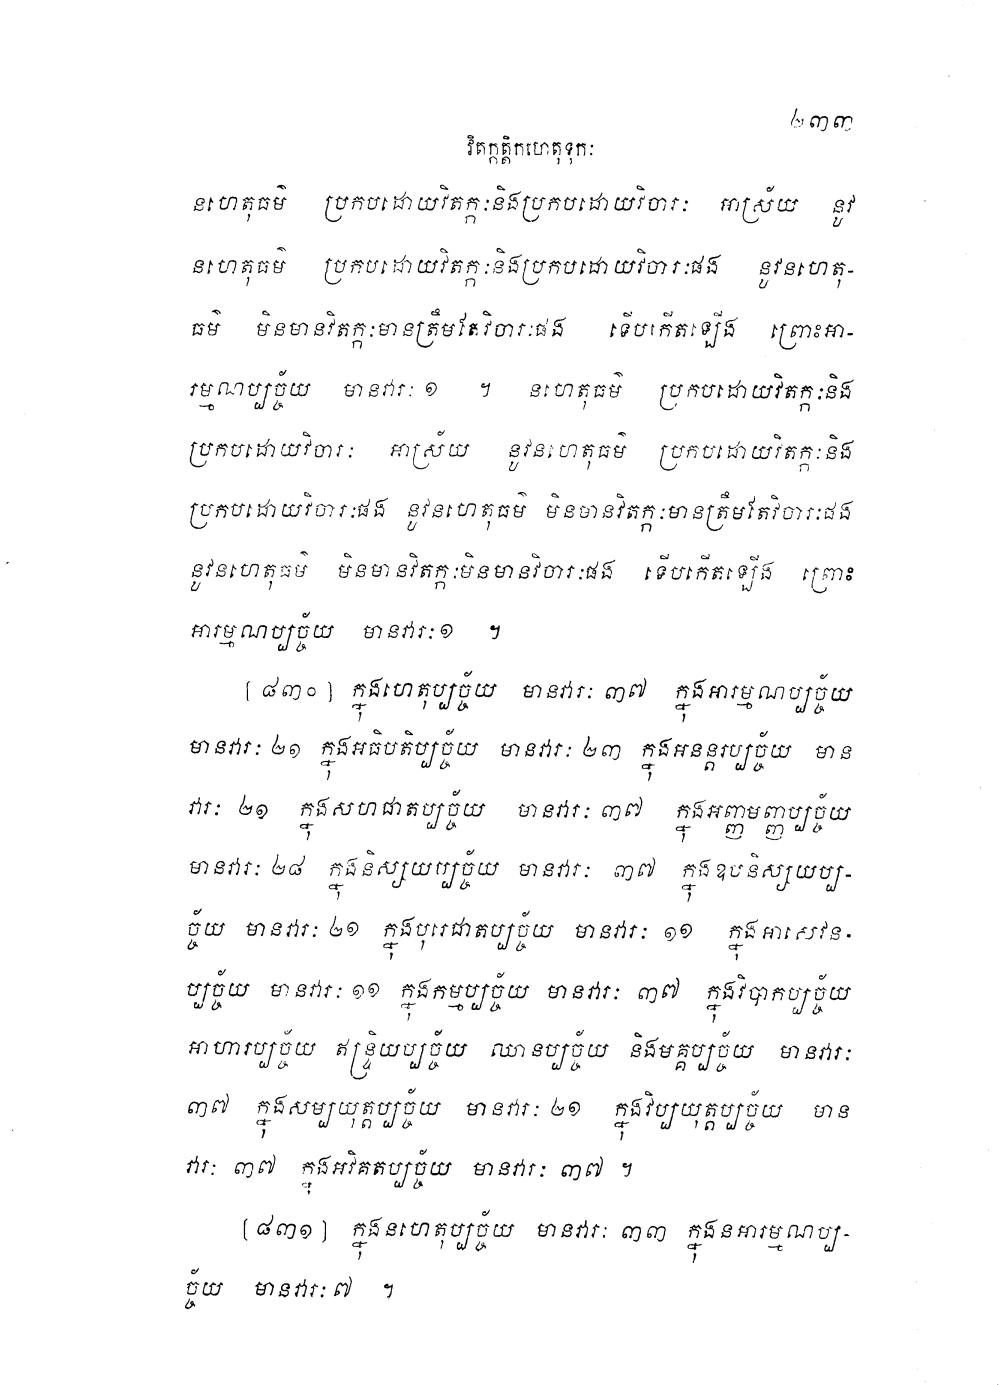 ២៣៣
វិតក្កត្តិកហេតុទុកៈ
នហេតុធម៌ ប្រកបដោយវិតក្កៈនិងប្រកបដោយវិចារៈ អាស្រ័យ នូវ
នហេតុធម៌ ប្រកបដោយវិតក្កៈនិងប្រកបដោយវិចារៈផង នូវនហេតុ-
ធម៌ មិនមានវិតក្កៈមានត្រឹមតែវិចារៈផង ទើបកើតឡើង ព្រោះអា-
រម្មណប្បច្ច័យ មានវារៈ ១ ។ នហេតុធម៌ ប្រកបដោយវិតក្កៈនិង
ប្រកបដោយវិចារៈ អាស្រ័យ នូវនហេតុធម៌ ប្រកបដោយវិតក្កៈនិង
ប្រកបដោយវិចារៈផង នូវនហេតុធម៌ មិនមានវិតក្កៈមានត្រឹមតែវិចារៈផង
នូវនហេតុធម៌ មិនមានវិតក្កៈមិនមានវិចារៈផង ទើបកើតឡើង ព្រោះ
អារម្មណប្បច្ច័យ មានវារៈ១ ។
[៨៣០] ក្នុងហេតុប្បច្ច័យ មានវារៈ ៣៧ ក្នុងអារម្មណប្បច្ច័យ
មានវារៈ ២១ ក្នុងអធិបតិប្បច្ច័យ មានវារៈ ២៣ ក្នុងអនន្តរប្បច្ច័យ មាន
វារៈ ២១ ក្នុងសហជាតប្បច្ច័យ មានវារៈ ៣៧ ក្នុងអញ្ញាមញ្ញប្បច្ច័យ
មានវារៈ ២៨ ក្នុងនិស្សយប្បច្ច័យ មានវារៈ ៣៧ ក្នុងឧបនិស្សយប្ប-
ច្ច័យ មានវារៈ ២១ ក្នុងបុរេជាតប្បច្ច័យ មានវារៈ ១១ ក្នុងអាសេវន-
ប្បច្ច័យ មានវារៈ ១១ ក្នុងកម្មប្បច្ច័យ មានវារៈ ៣៧ ក្នុងវិបាកប្បច្ច័យ
អាហារប្បច្ច័យ ឥន្ទ្រិយប្បច្ច័យ ឈានប្បច្ច័យ និងមគ្គប្បច្ច័យ មានវារៈ
៣៧ ក្នុងសម្បយុត្តប្បច្ច័យ មានវារៈ ២១ ក្នុងវិប្បយុត្តប្បច្ច័យ មាន
វារៈ ៣៧ ក្នុងអវិគតប្បច្ច័យ មានវារៈ ៣៧ ។
[៨៣១] ក្នុងនហេតុប្បច្ច័យ មានវារៈ ៣៣ ក្នុងនអារម្មណប្ប-
ច្ច័យ មានវារៈ ៧ ។